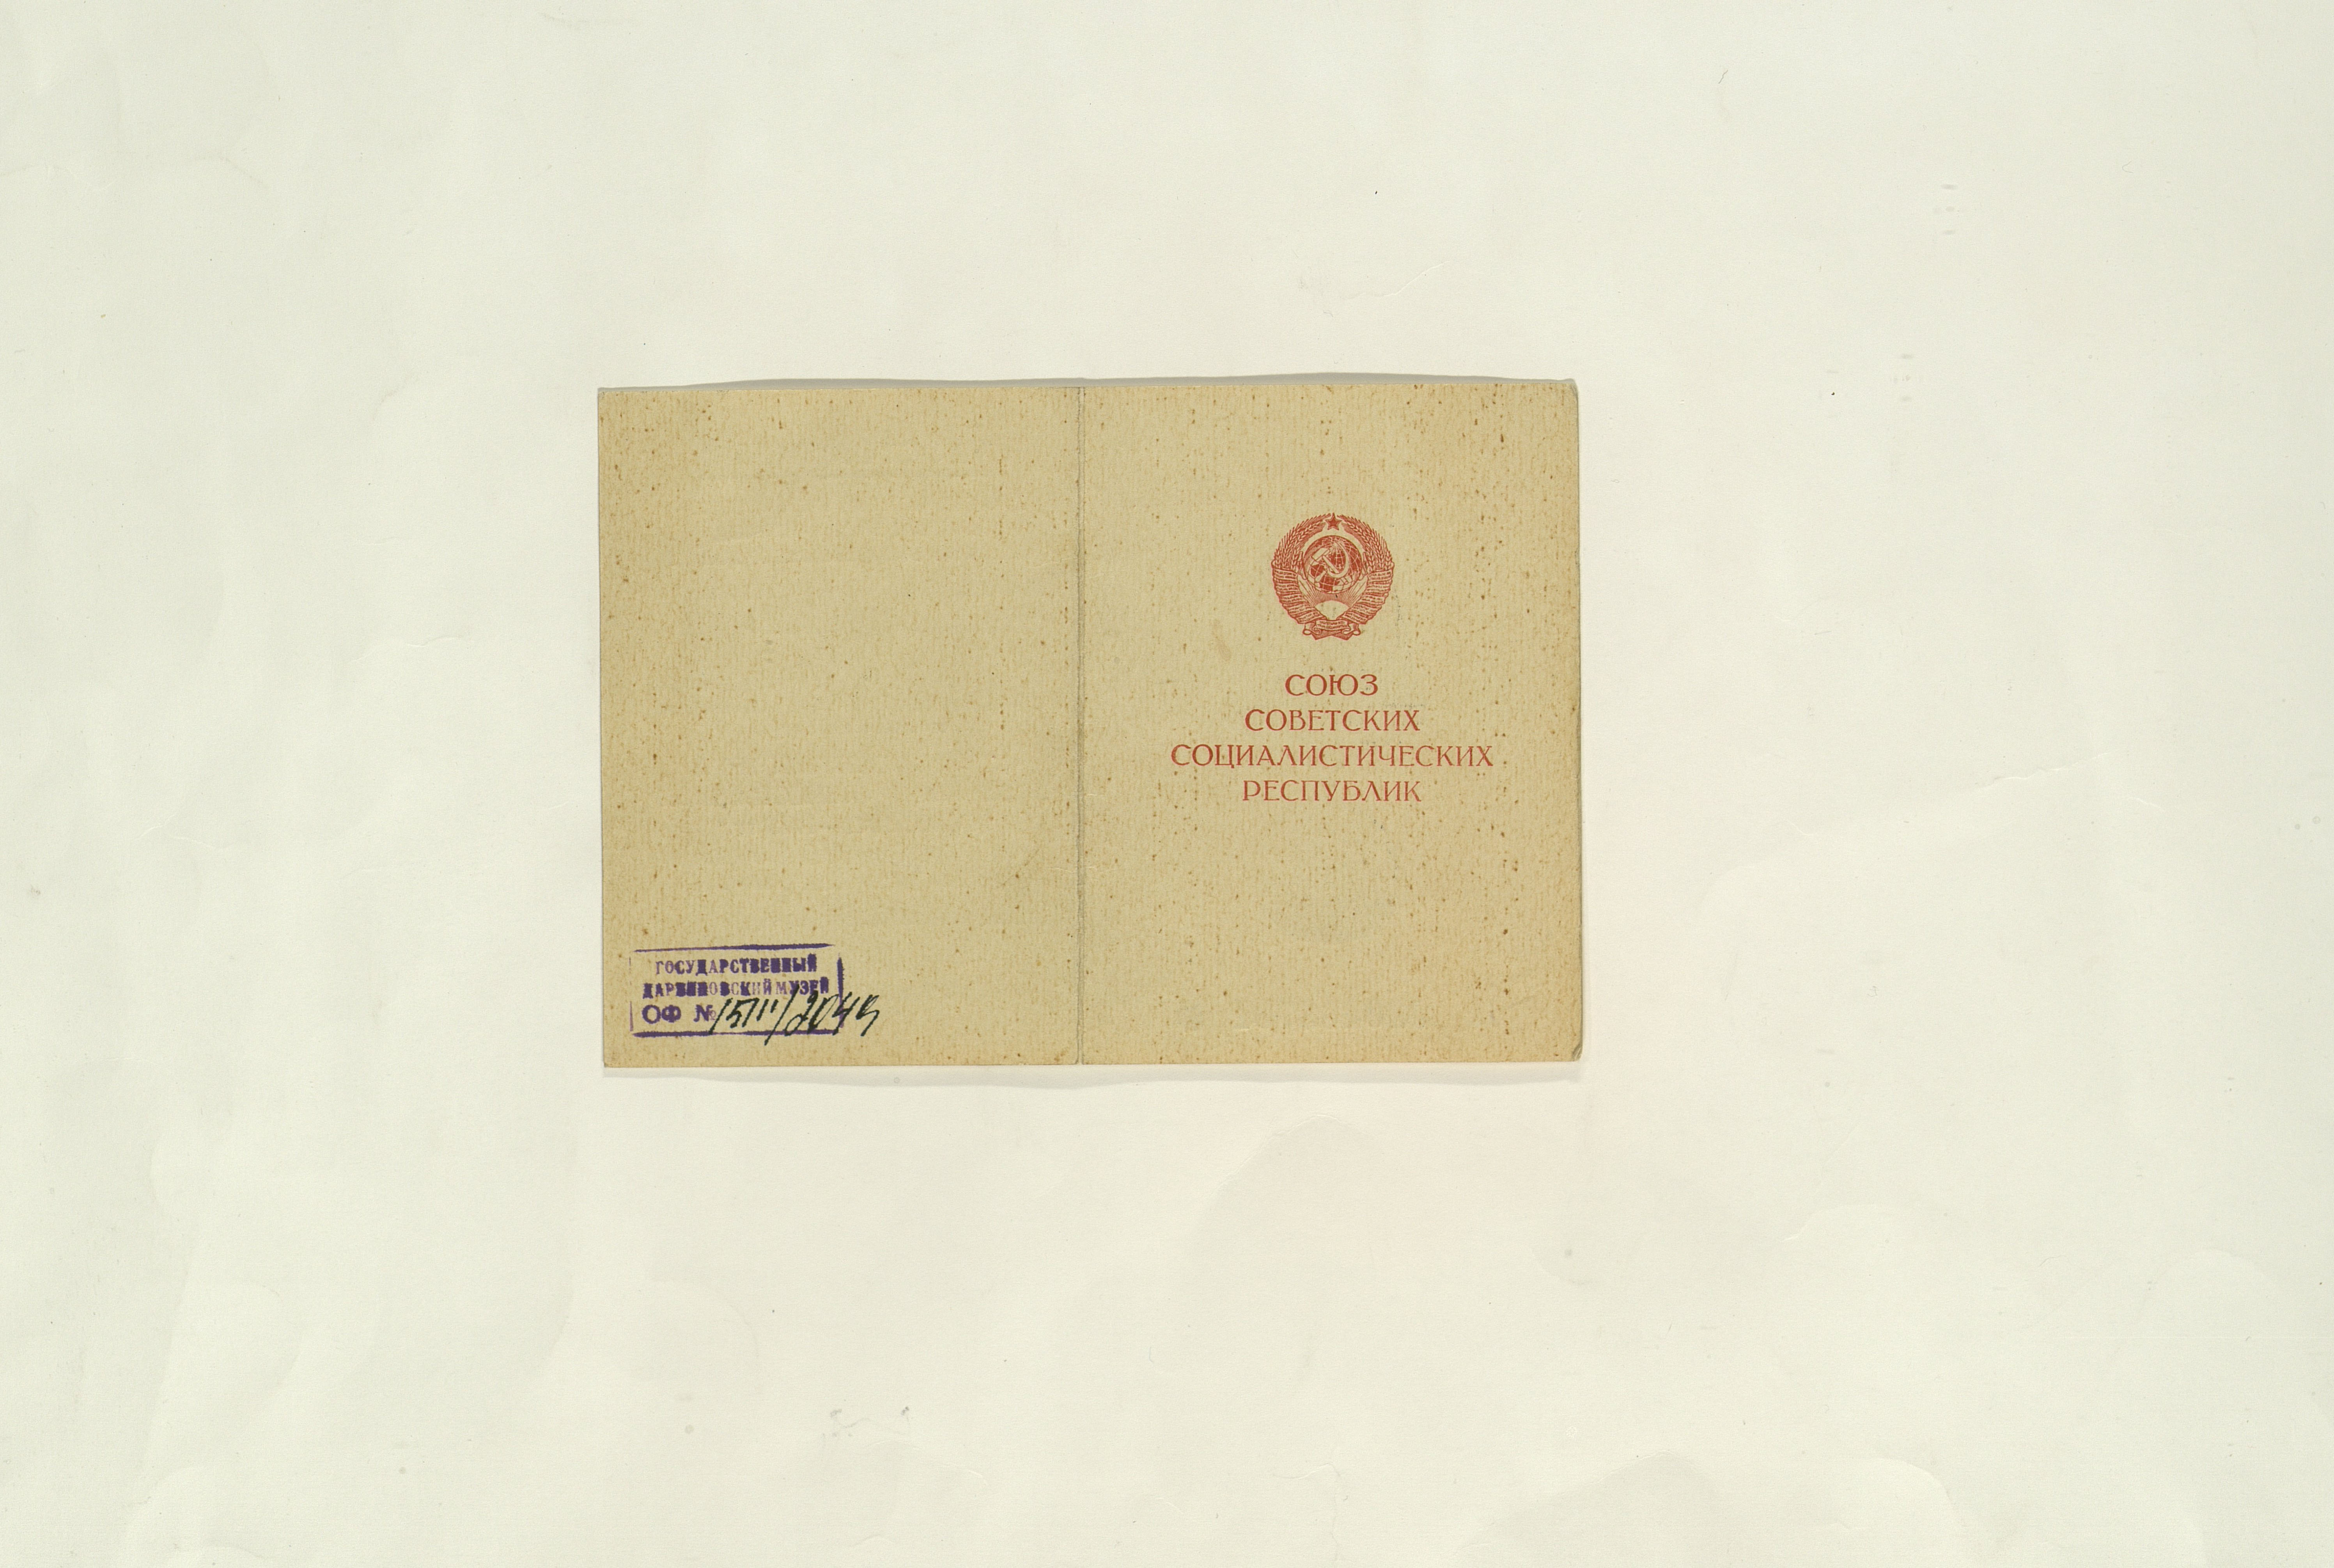 СОЮЗ
СОВЕТСКИХ
СОЦИАЛИСТИЧЕСКИХ
РЕСПУБЛИК
ГОСУДАРСТВЕННЫЙ
ДАРВИНОВСКИЙ МУЗЕЙ
ОФ №